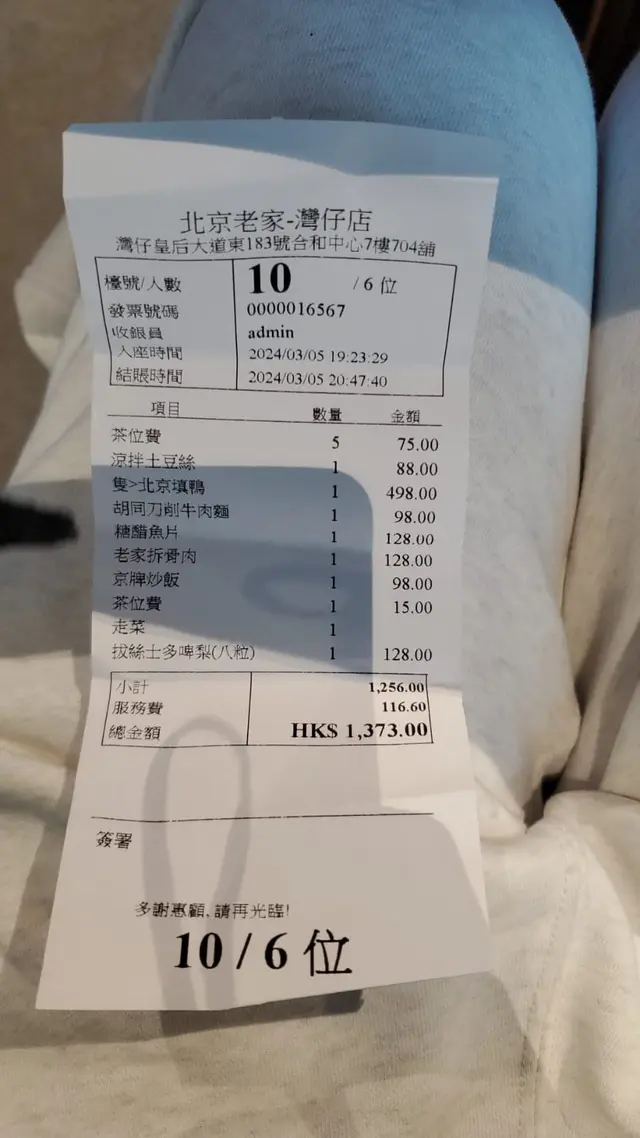 北京老家-灣仔店
灣仔皇后大道東183號合和中心7樓704舖
檯號/人數 10 /6 位
發票號碼 0000016567
收銀員 admin
入座時間 2024/03/05 19:23:29
結賬時間 2024/03/05 20:47:40
項目 數量 金額
茶位費 5 75.00
涼拌土豆絲 1 88.00
隻>北京填鴨 1 498.00
胡同刀削牛肉麵 1 98.00
糖醋魚片 1 128.00
老家拆骨肉 1 128.00
京牌炒飯 1 98.00
茶位費 1 15.00
走菜 1
拔絲士多啤梨(八粒) 1 128.00
小計 1,256.00
服務費 116.60
總金額 HK$ 1,373.00
簽署
多謝惠顧,請再光臨!
10 / 6 位